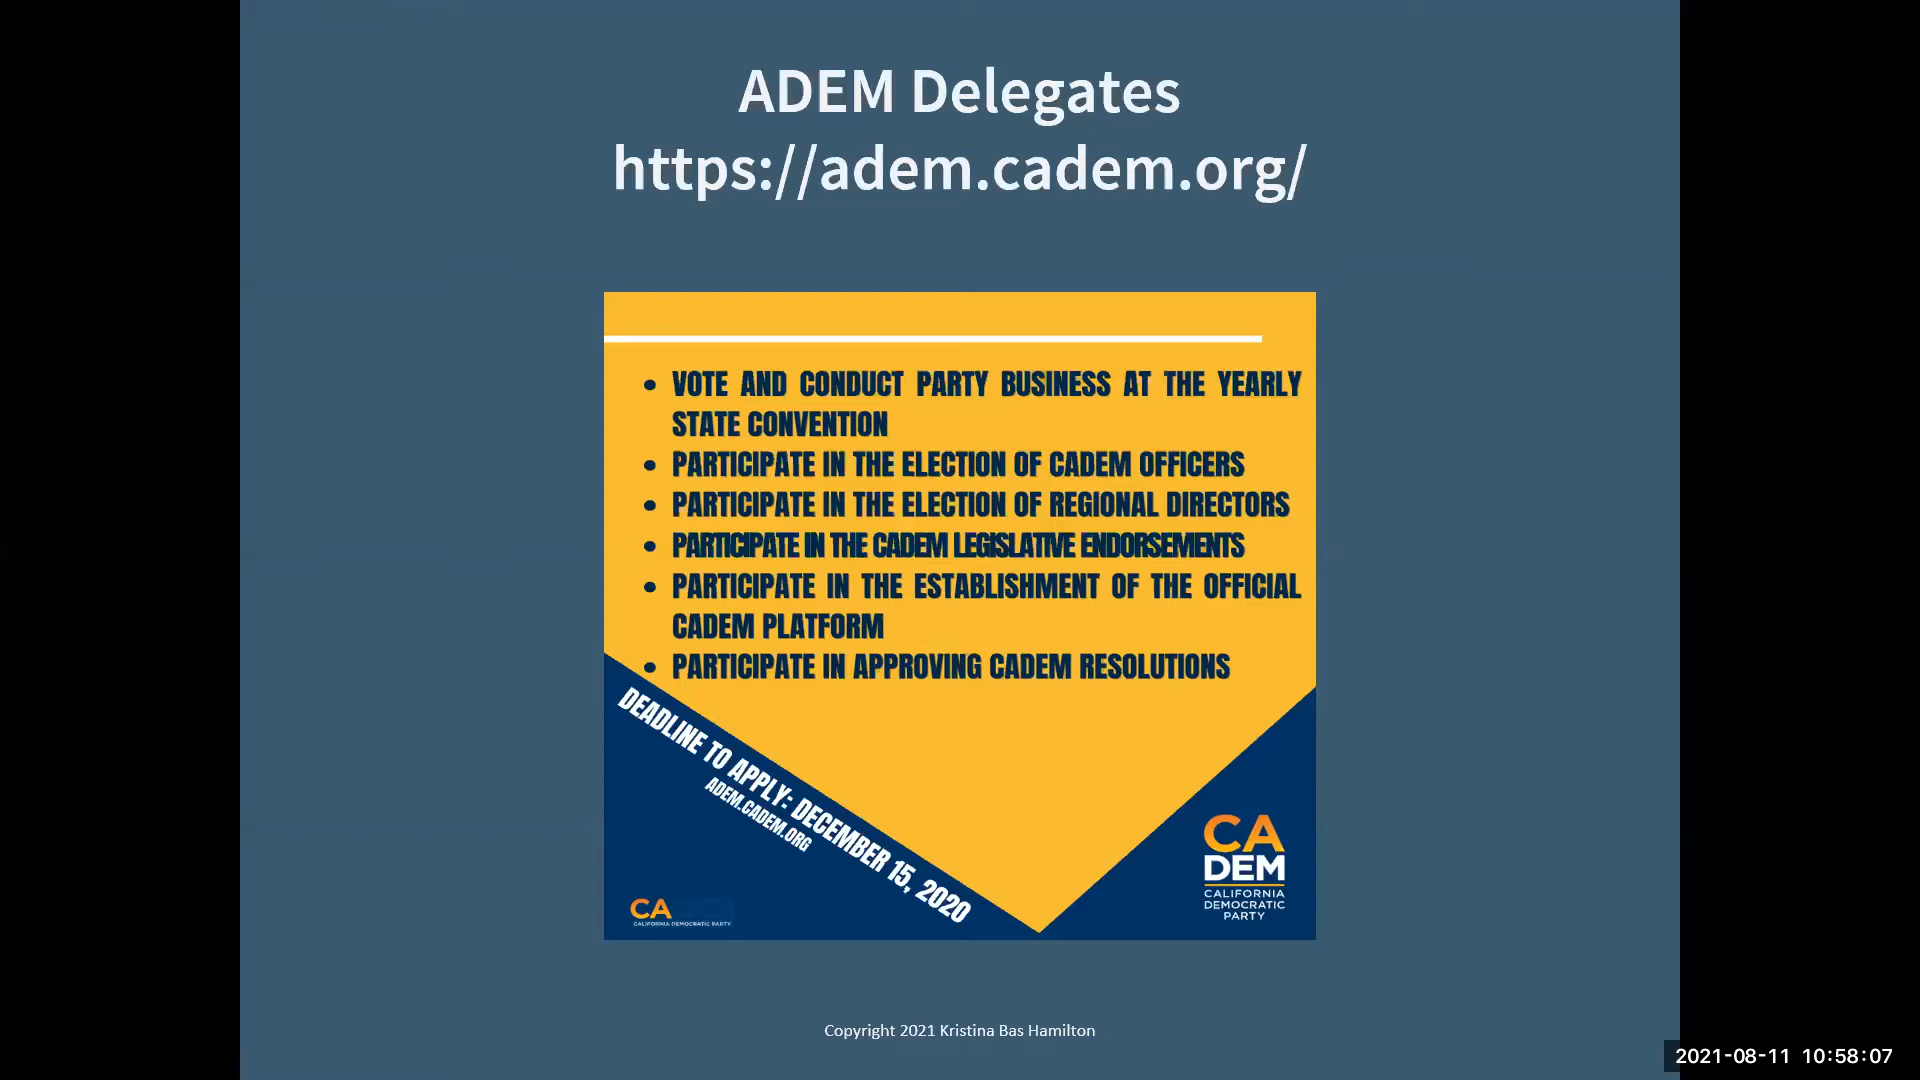 ADEM Delegates
https://adem.cadem.org/
VOTE AND CONDUCT PARTY BUSINESS AT THE YEARLY
STATE CONVENTION
PARTICIPATE IN THE ELECTION OF CADEM OFFICERS
PARTICIPATE IN THE ELECTION OF REGIONAL DIRECTORS
PARTICIPATE IN THE CADEM LEGISLATIVE ENDORSEMENTS
PARTICIPATE IN THE ESTABLISHMENT OF THE OFFICIAL
CADEM PLATFORM
PARTICIPATE IN APPROVING CADEM RESOLUTIONS
DEADLINE TO APPLY: DECEMBER 15, 2020
ADEM.CADEM.ORG
CA
CALIFORNIA DEMOCRATIC PARTY
CA
DEM
CALIFORNIA
DEMOCRATIC
PARTY
Copyright 2021 Kristina Bas Hamilton
2021-08-11 10:58:07